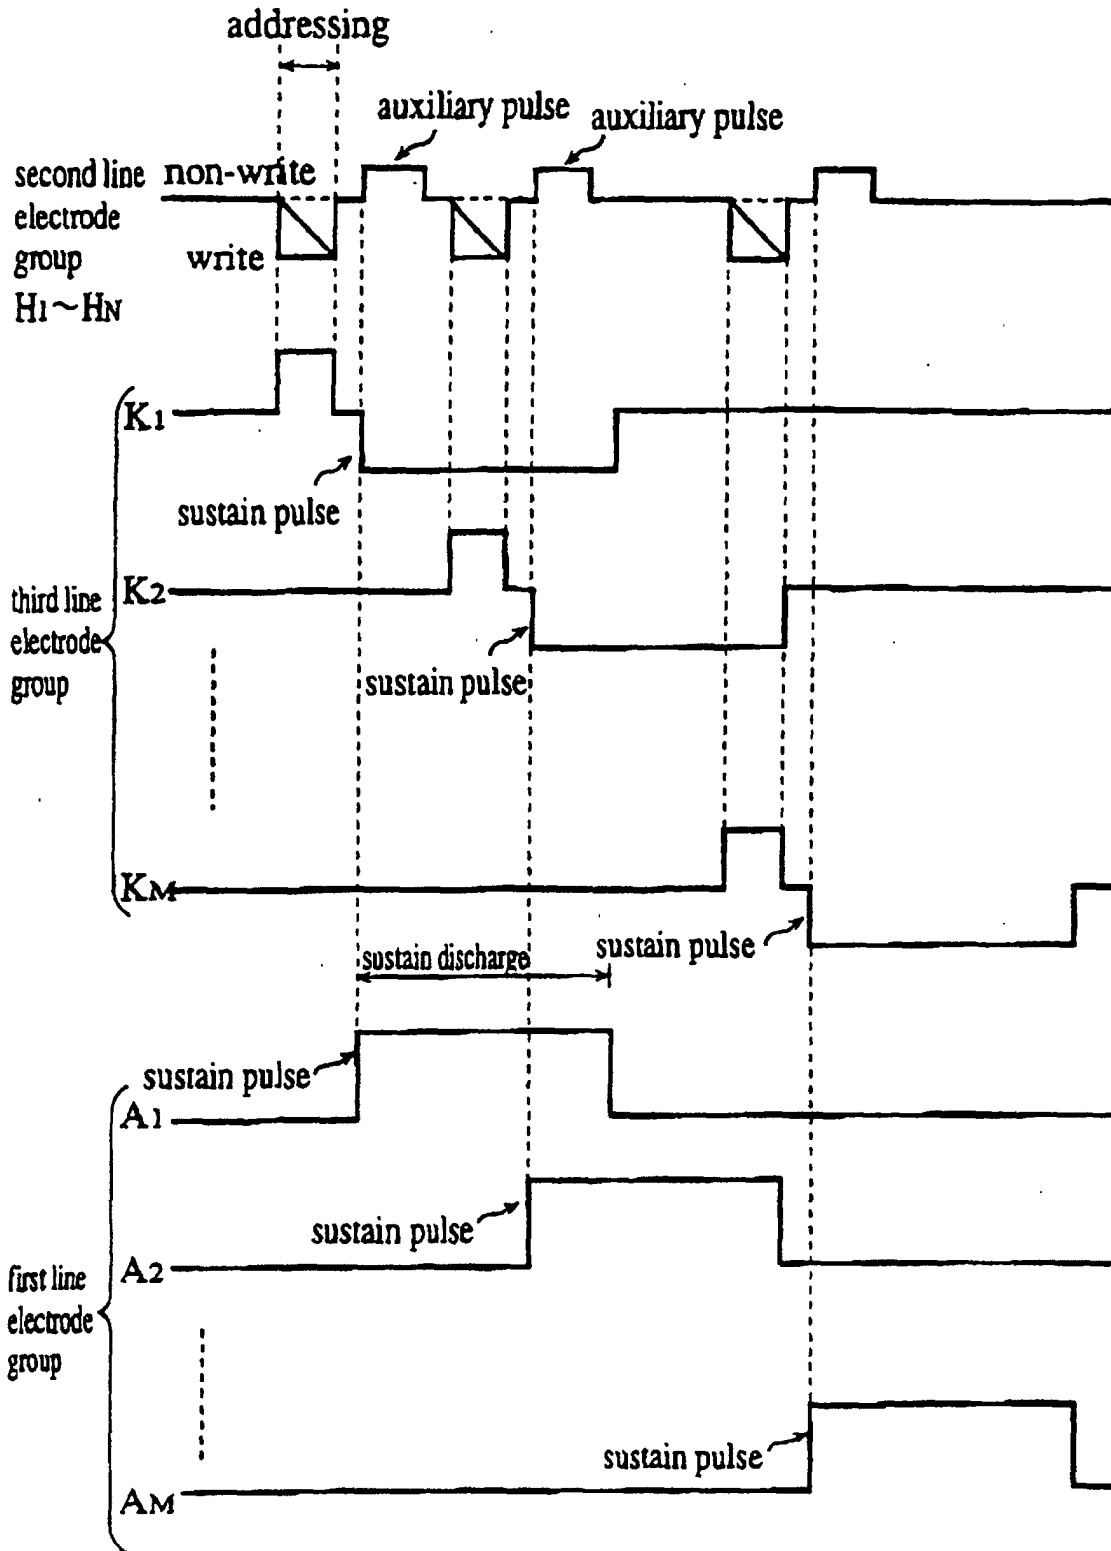 addressing
auxiliary pulse
auxiliary pulse
second line
electrode
group
H1~HN
non-write
write
K1
sustain pulse
third line
electrode
group
K2
sustain pulse
KM
sustain pulse
sustain discharge
sustain pulse
A1
sustain pulse
first line
electrode
group
A2
sustain pulse
AM